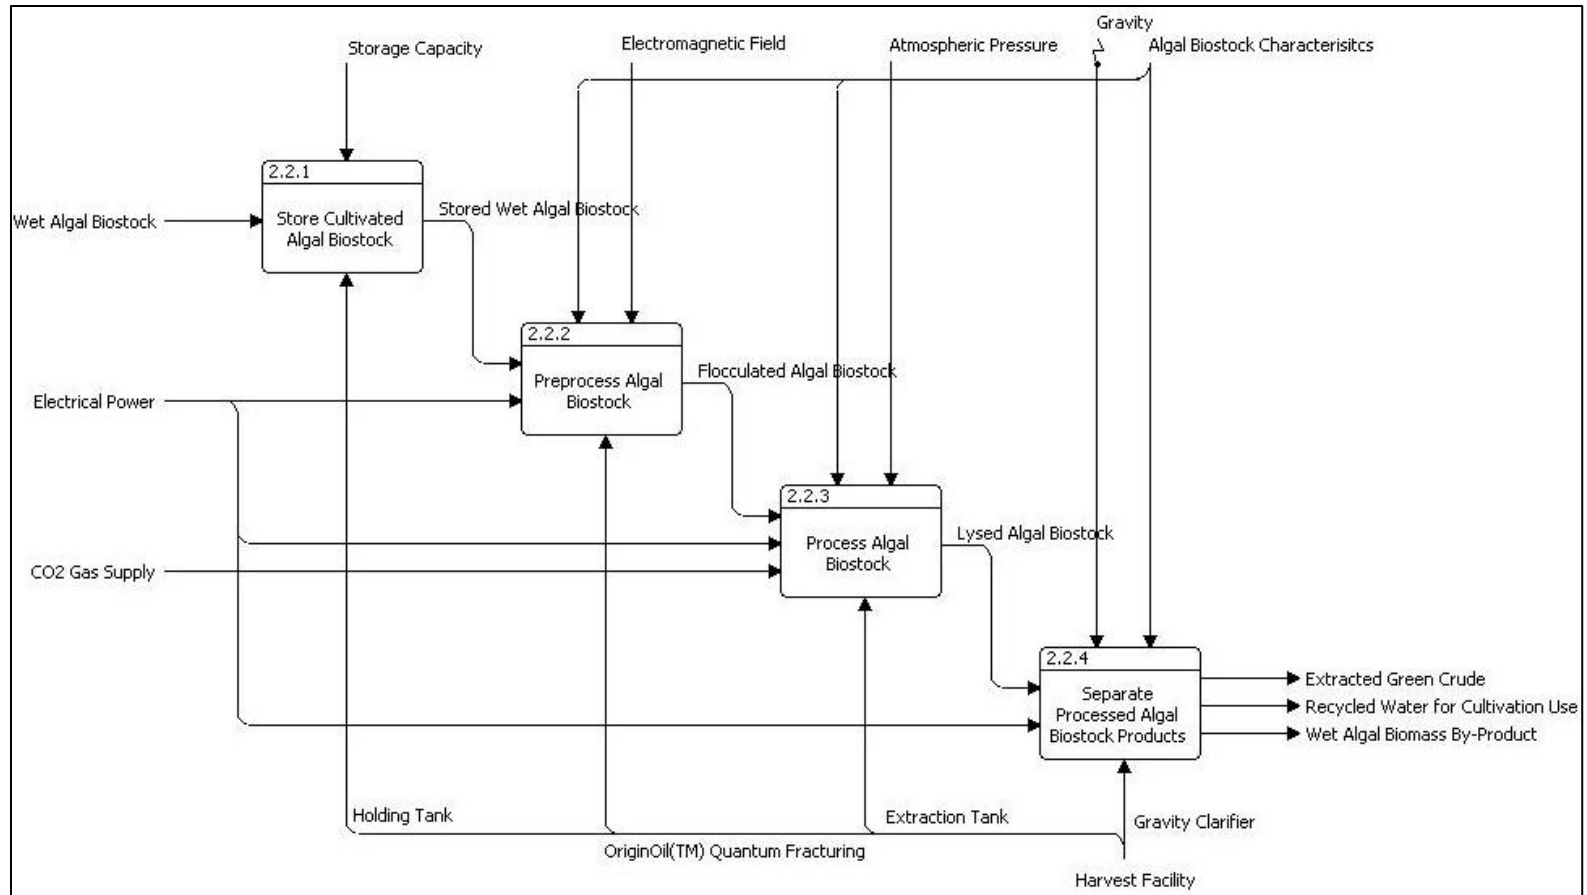 Gravity
Storage Capacity
Electromagnetic Field
Atmospheric Pressure
Algal Biostock Characterisitcs
2.2.1
Store Cultivated
Algal Biostock
Wet Algal Biostock
Stored Wet Algal Biostock
2.2.2
Preprocess Algal
Biostock
Electrical Power
Flocculated Algal Biostock
2.2.3
Process Algal
Biostock
CO2 Gas Supply
Lysed Algal Biostock
2.2.4
Separate
Processed Algal
Biostock Products
Extracted Green Crude
Recycled Water for Cultivation Use
Wet Algal Biomass By-Product
Holding Tank
OriginOil(TM) Quantum Fracturing
Extraction Tank
Gravity Clarifier
Harvest Facility